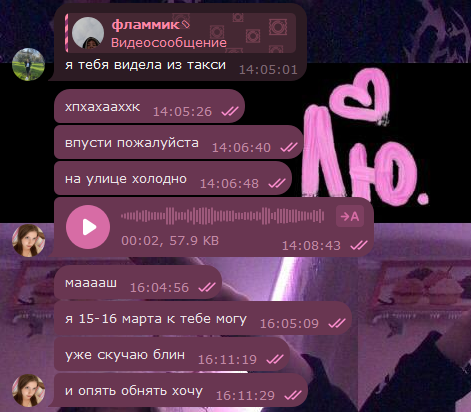 фламмик
Видеосообщение
я тебя видела из такси 14:05:01
хпхахааххк 14:05:26
впусти пожалуйста 14:06:40
на улице холодно 14:06:48
Лю.
→A
00:02, 57.9 KB 14:08:43
мааааш 16:04:56
я 15-16 марта к тебе могу 16:05:09
уже скучаю блин 16:11:19
и опять обнять хочу 16:11:29